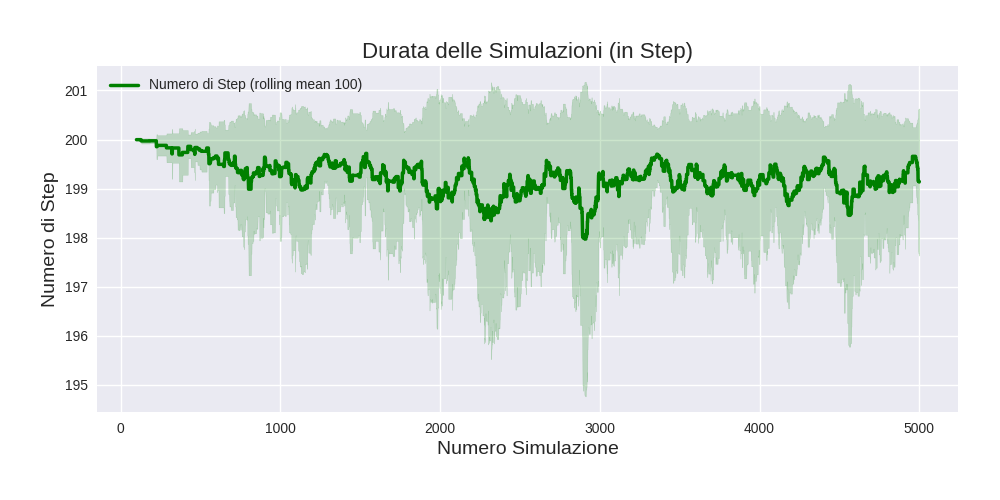 Durata delle Simulazioni (in Step)
Numero di Step (rolling mean 100)
Numero di Step
201
200
199
198
197
196
195
0 1000 2000 3000 4000 5000
Numero Simulazione